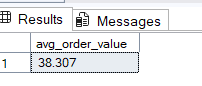 Results Messages
avg_order_value
1 38.307